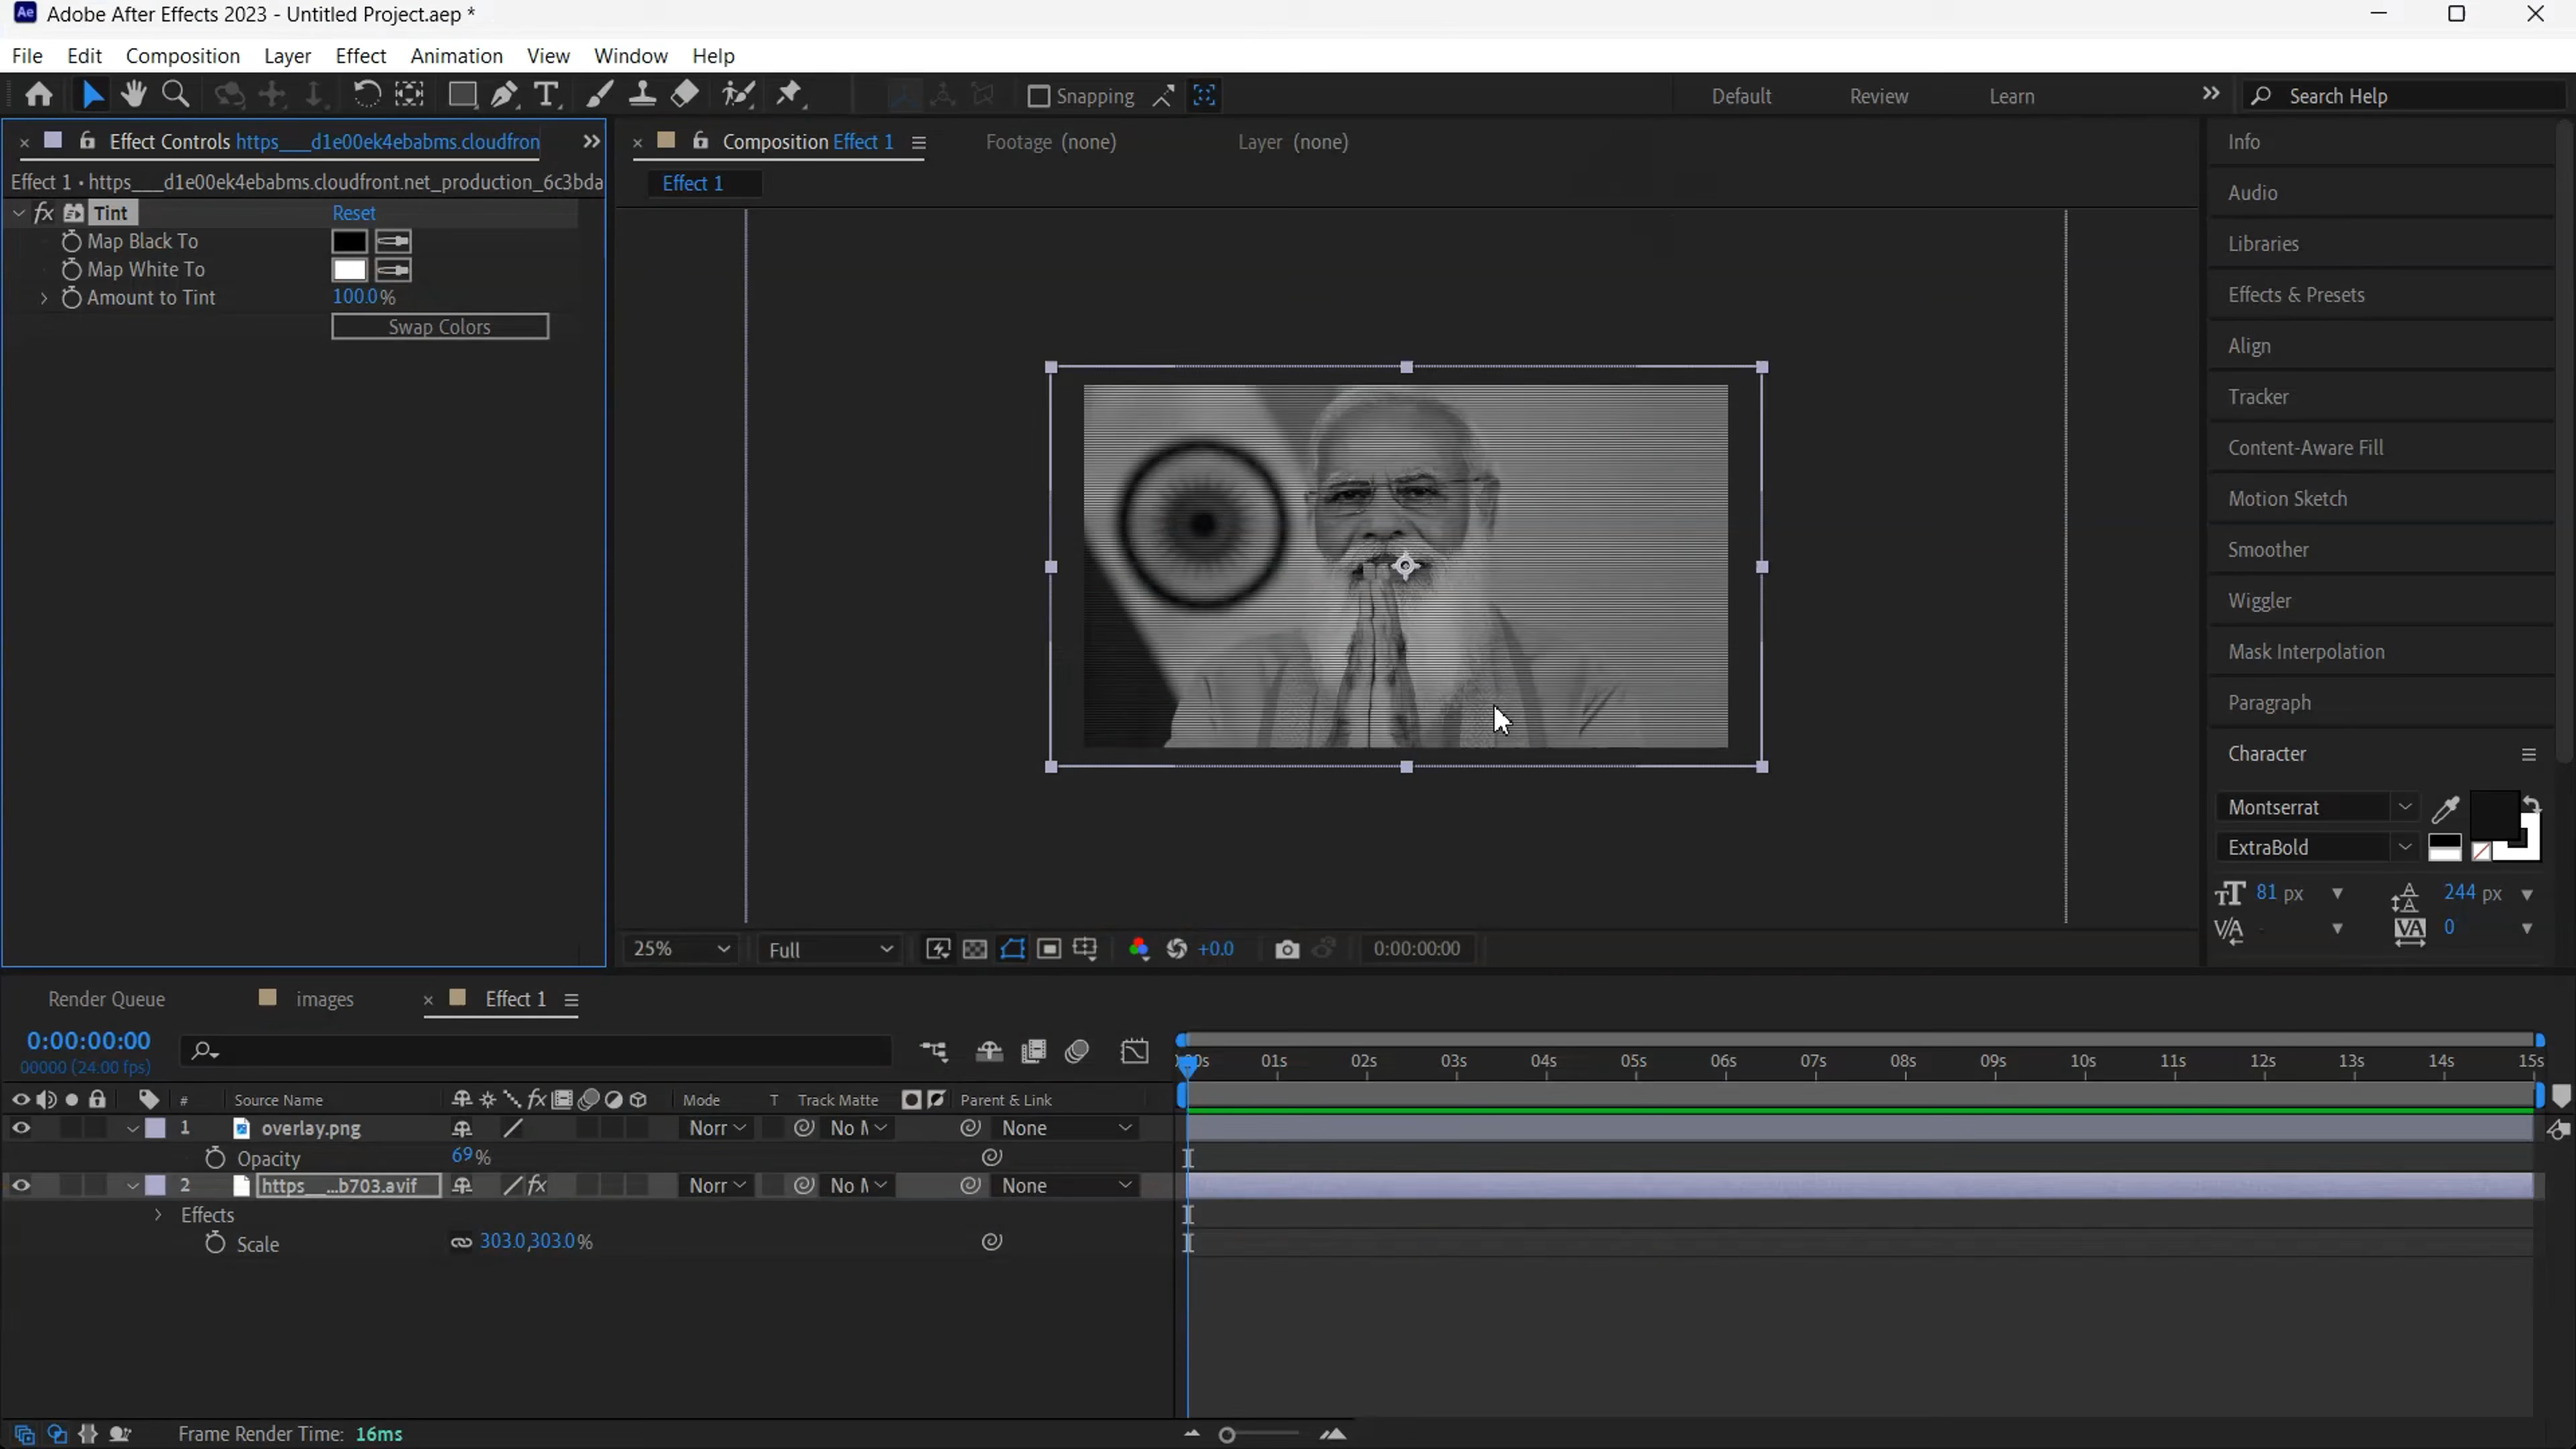 Ae Adobe After Effects 2023 - Untitled Project.aep *
File Edit Composition Layer Effect Animation View Window Help
Snapping Default Review Learn Search Help
Effect Controls https___d1e00ek4ebabms.cloudfron
Effect 1 • https___d1e00ek4ebabms.cloudfront.net_production_6c3bda
fx Tint Reset
Map Black To
Map White To
Amount to Tint 100.0%
Swap Colors
Composition Effect 1 Footage (none) Layer (none)
Effect 1
Info
Audio
Libraries
Effects & Presets
Align
Tracker
Content-Aware Fill
Motion Sketch
Smoother
Wiggler
Mask Interpolation
Paragraph
Character
Montserrat
ExtraBold
81 px 244 px
0
25% Full +0.0 0:00:00:00
Render Queue images Effect 1
0:00:00:00
00000 (24.00 fps)
01s 02s 03s 04s 05s 06s 07s 08s 09s 10s 11s 12s 13s 14s 15s
# Source Name fx Mode T Track Matte Parent & Link
1 overlay.png Norr No M None
Opacity 69%
2 https___...b703.avif fx Norr No M None
Effects
Scale 303.0,303.0%
Frame Render Time: 16ms